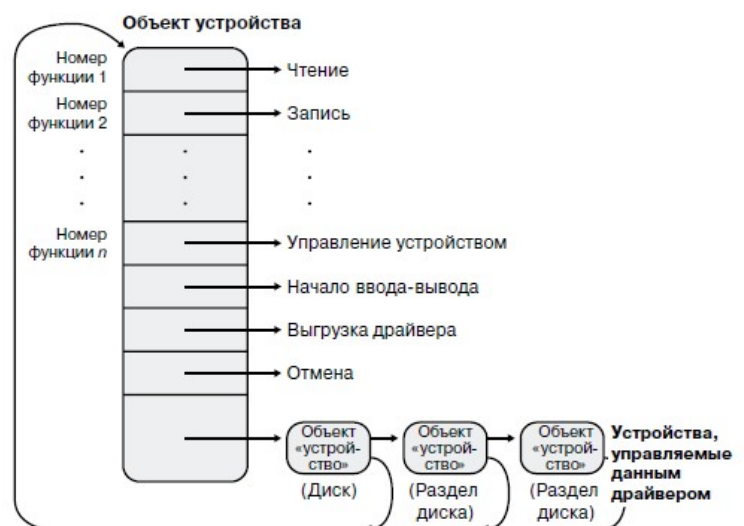 Объект устройства
Номер
функции 1
Чтение
Номер
функции 2
Запись
Номер
функции n
Управление устройством
Начало ввода-вывода
Выгрузка драйвера
Отмена
Объект
«устрой-
ство»
(Диск)
Объект
«устрой-
ство»
(Раздел
диска)
Объект
«устрой-
ство»
(Раздел
диска)
Устройства,
управляемые
данным
драйвером